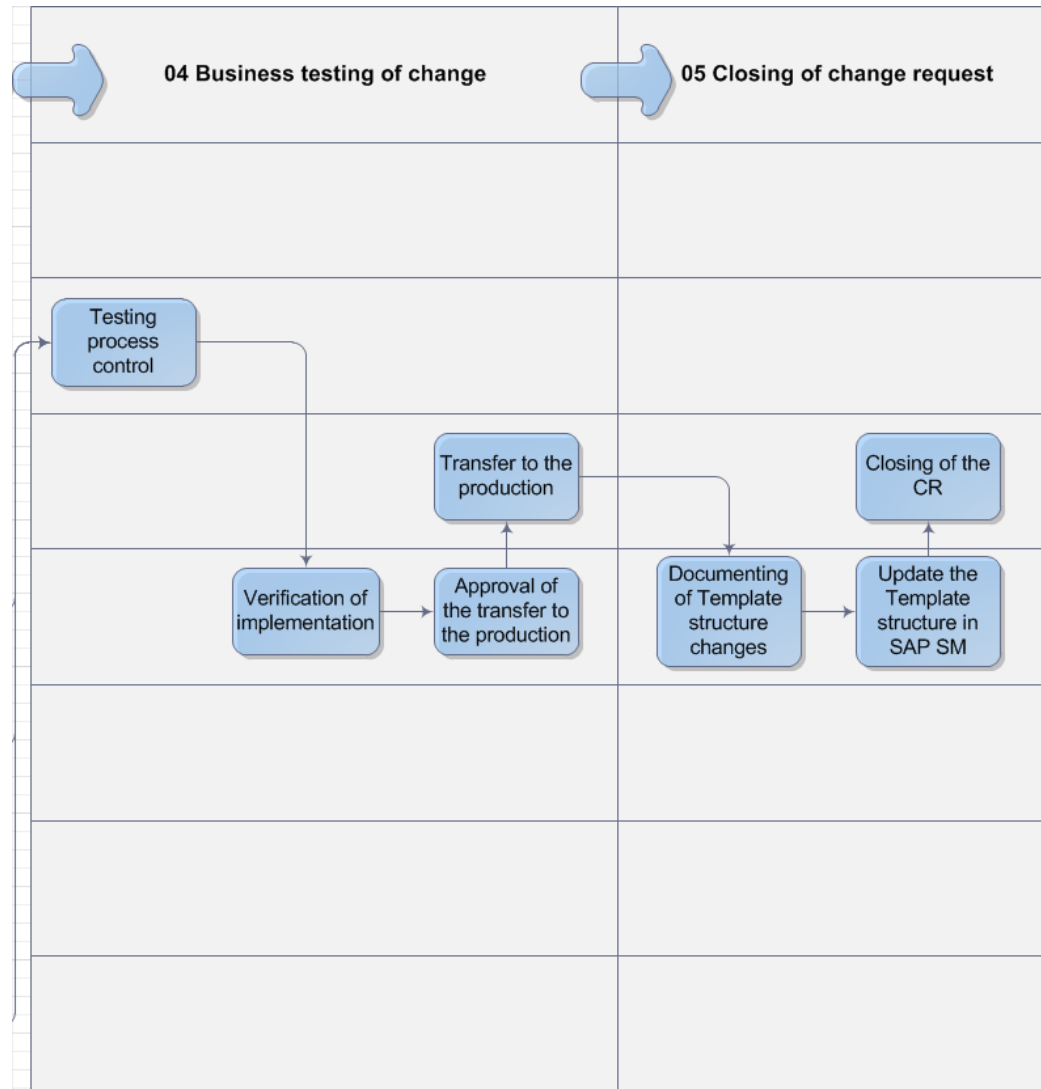 04 Business testing of change
05 Closing of change request
Testing
process
control
Transfer to the
production
Closing of the
CR
Verification of
implementation
Approval of
the transfer to
the production
Documenting
of Template
structure
changes
Update the
Template
structure in
SAP SM